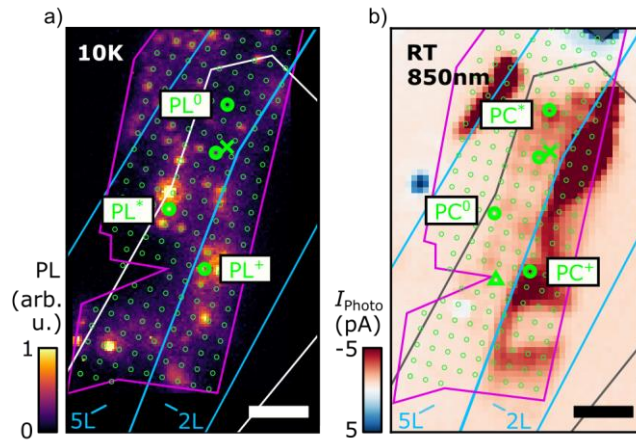 a)
10K
PL⁰
PL*
PL⁺
PL
(arb.
u.)
1
0
5L
2L
b)
RT
850nm
PC*
PC⁰
PC⁺
I_Photo
(pA)
-5
5
5L
2L